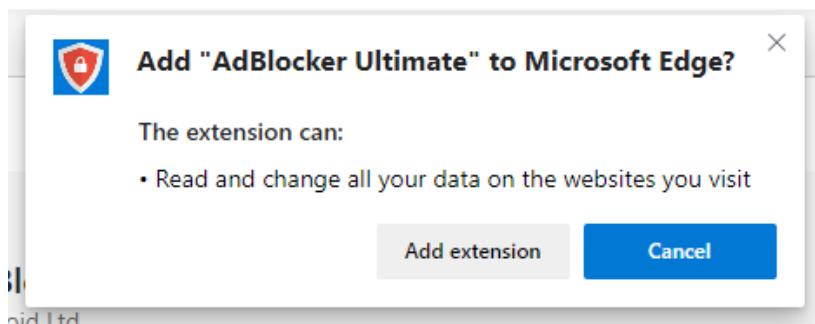 Add "AdBlocker Ultimate" to Microsoft Edge?
The extension can:
• Read and change all your data on the websites you visit
Add extension
Cancel
Ltd